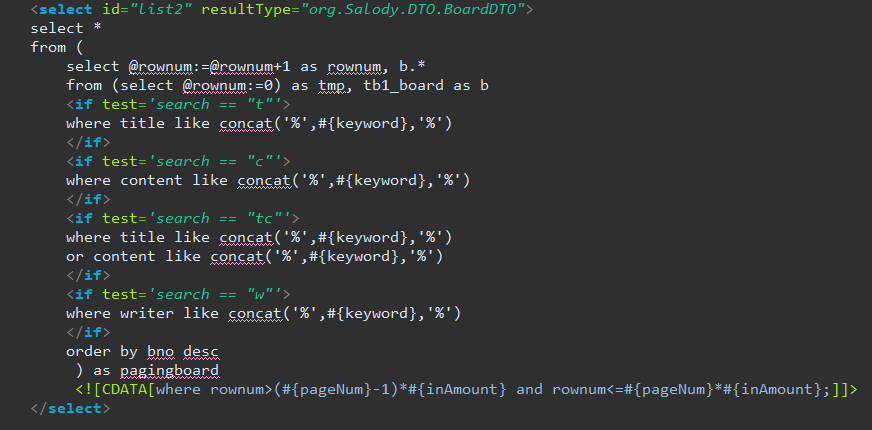 <select id="list2" resultType="org.Salody.DTO.BoardDTO">
select *
from (
select @rownum:=@rownum+1 as rownum, b.*
from (select @rownum:=0) as tmp, tb1_board as b
<if test='search == "t"'>
where title like concat('%',#{keyword},'%')
</if>
<if test='search == "c"'>
where content like concat('%',#{keyword},'%')
</if>
<if test='search == "tc"'>
where title like concat('%',#{keyword},'%')
or content like concat('%',#{keyword},'%')
</if>
<if test='search == "w"'>
where writer like concat('%',#{keyword},'%')
</if>
order by bno desc
) as pagingboard
<![CDATA[where rownum>(#{pageNum}-1)*#{inAmount} and rownum<=#{pageNum}*#{inAmount};]]>
</select>